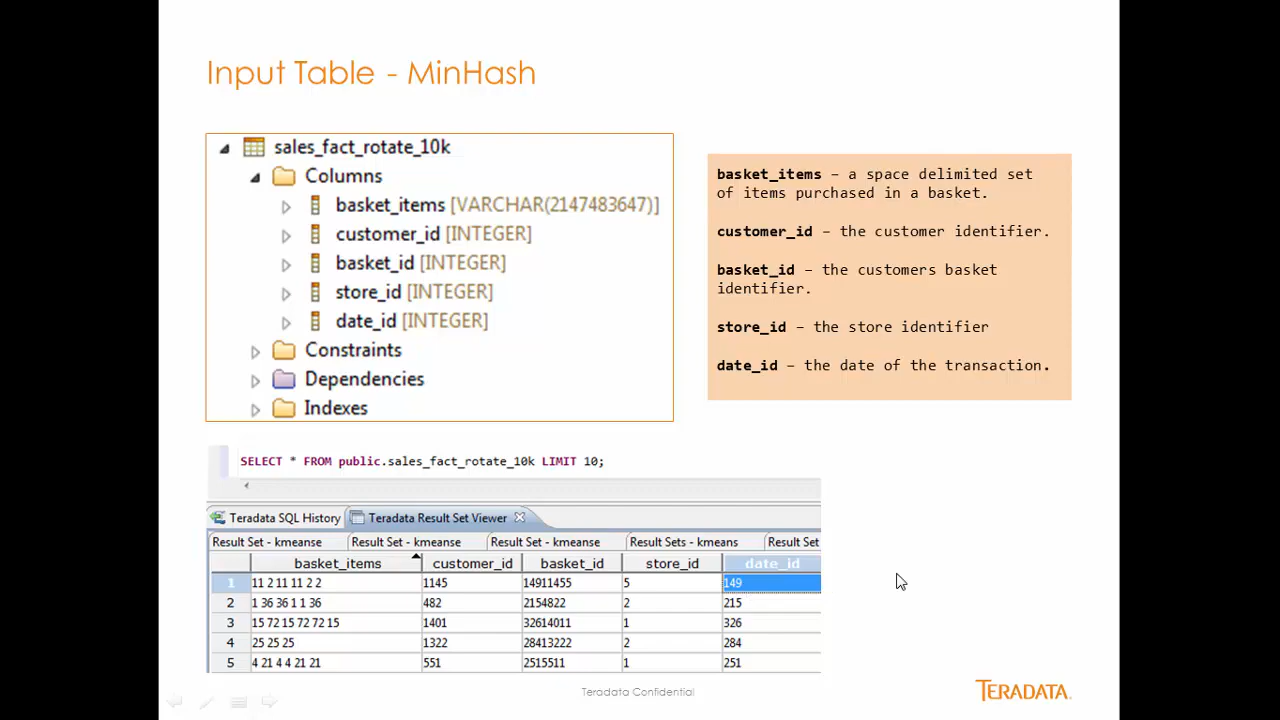 Input Table - MinHash
sales_fact_rotate_10k
Columns
basket_items [VARCHAR(2147483647)]
customer_id [INTEGER]
basket_id [INTEGER]
store_id [INTEGER]
date_id [INTEGER]
Constraints
Dependencies
Indexes
basket_items – a space delimited set
of items purchased in a basket.
customer_id – the customer identifier.
basket_id – the customers basket
identifier.
store_id – the store identifier
date_id – the date of the transaction.
SELECT * FROM public.sales_fact_rotate_10k LIMIT 10;
Teradata SQL History Teradata Result Set Viewer
Result Set - kmeanse Result Set - kmeanse Result Set - kmeanse Result Sets - kmeans Result Set
basket_items customer_id basket_id store_id date_id
1 11 2 11 11 2 2 1145 14911455 5 149
2 1 36 36 1 1 36 482 2154822 2 215
3 15 72 15 72 72 15 1401 32614011 1 326
4 25 25 25 1322 28413222 2 284
5 4 21 4 4 21 21 551 2515511 1 251
Teradata Confidential
TERADATA